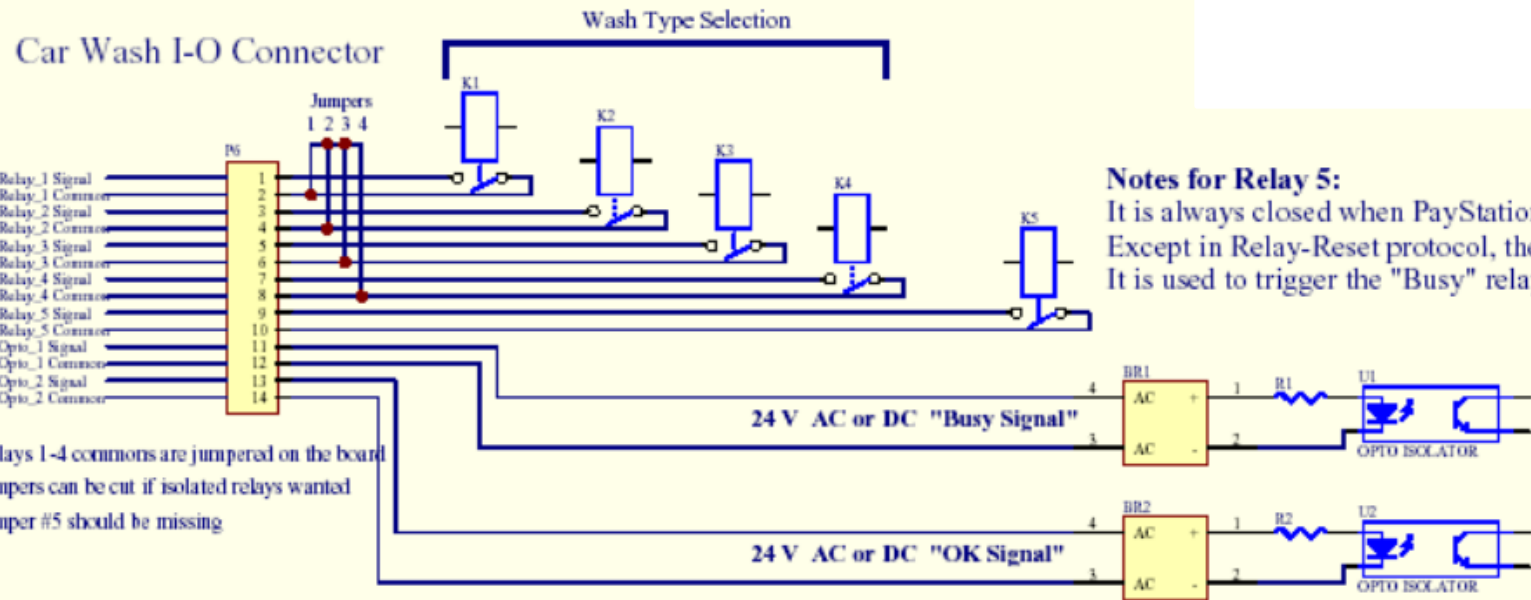 Wash Type Selection
Car Wash I-O Connector
Jumpers
1 2 3 4
K1
K2
K3
K4
K5
P6
Relay_1 Signal 1
Relay_1 Common 2
Relay_2 Signal 3
Relay_2 Common 4
Relay_3 Signal 5
Relay_3 Common 6
Relay_4 Signal 7
Relay_4 Common 8
Relay_5 Signal 9
Relay_5 Common 10
Opto_1 Signal 11
Opto_1 Common 12
Opto_2 Signal 13
Opto_2 Common 14
Notes for Relay 5:
It is always closed when PayStation
Except in Relay-Reset protocol, the
It is used to trigger the "Busy" rela
lays 1-4 commons are jumpered on the board
mpers can be cut if isolated relays wanted
mper #5 should be missing
24 V AC or DC "Busy Signal"
BR1
4 AC + 1
3 AC - 2
R1
U1
OPTO ISOLATOR
24 V AC or DC "OK Signal"
BR2
4 AC + 1
3 AC - 2
R2
U2
OPTO ISOLATOR